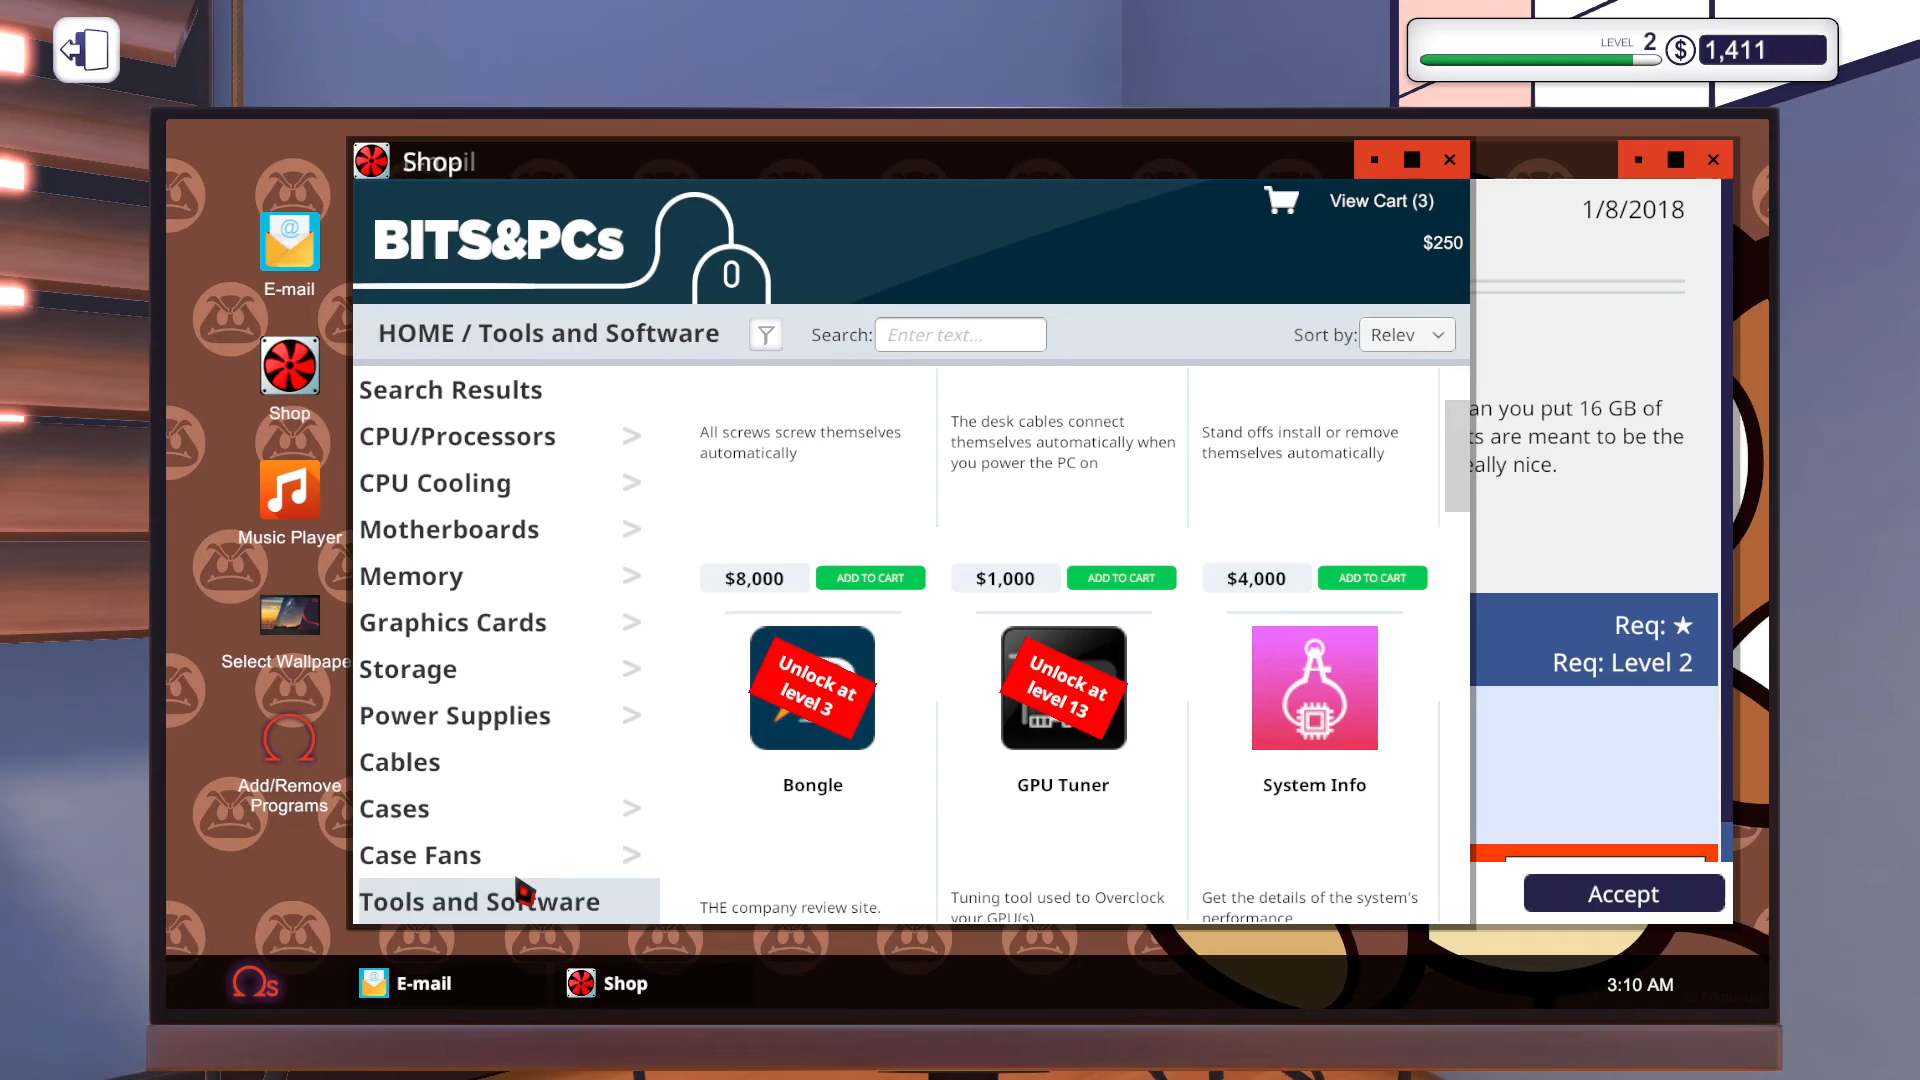 LEVEL 2 $ 1,411
Shop
View Cart (3)
$250
BITS&PCs
HOME / Tools and Software
Search: Enter text...
Sort by: Relev
Search Results
CPU/Processors >
CPU Cooling >
Motherboards >
Memory >
Graphics Cards >
Storage >
Power Supplies >
Cables
Cases >
Case Fans >
Tools and Software
All screws screw themselves
automatically
$8,000 ADD TO CART
The desk cables connect
themselves automatically when
you power the PC on
$1,000 ADD TO CART
Stand offs install or remove
themselves automatically
$4,000 ADD TO CART
Unlock at
level 3
Bongle
THE company review site.
Unlock at
level 13
GPU Tuner
Tuning tool used to Overclock
your GPU(s)
System Info
Get the details of the system's
performance
1/8/2018
an you put 16 GB of
ts are meant to be the
eally nice.
Req: ★
Req: Level 2
Accept
E-mail
Shop
Music Player
Select Wallpape
Add/Remove
Programs
Ωs
E-mail
Shop
3:10 AM